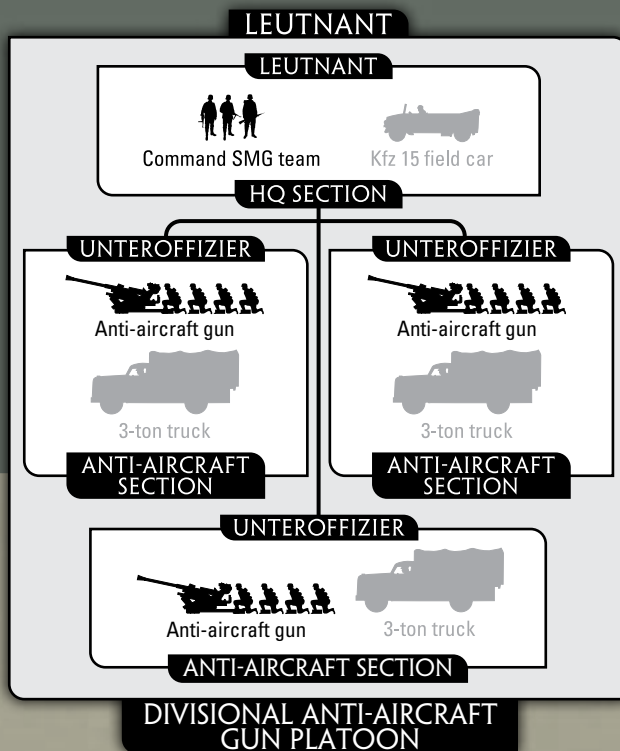 LEUTNANT
LEUTNANT
Command SMG team
Kfz 15 field car
HQ SECTION
UNTEROFFIZIER
Anti-aircraft gun
3-ton truck
ANTI-AIRCRAFT
SECTION
UNTEROFFIZIER
Anti-aircraft gun
3-ton truck
ANTI-AIRCRAFT
SECTION
UNTEROFFIZIER
Anti-aircraft gun
3-ton truck
ANTI-AIRCRAFT SECTION
DIVISIONAL ANTI-AIRCRAFT
GUN PLATOON